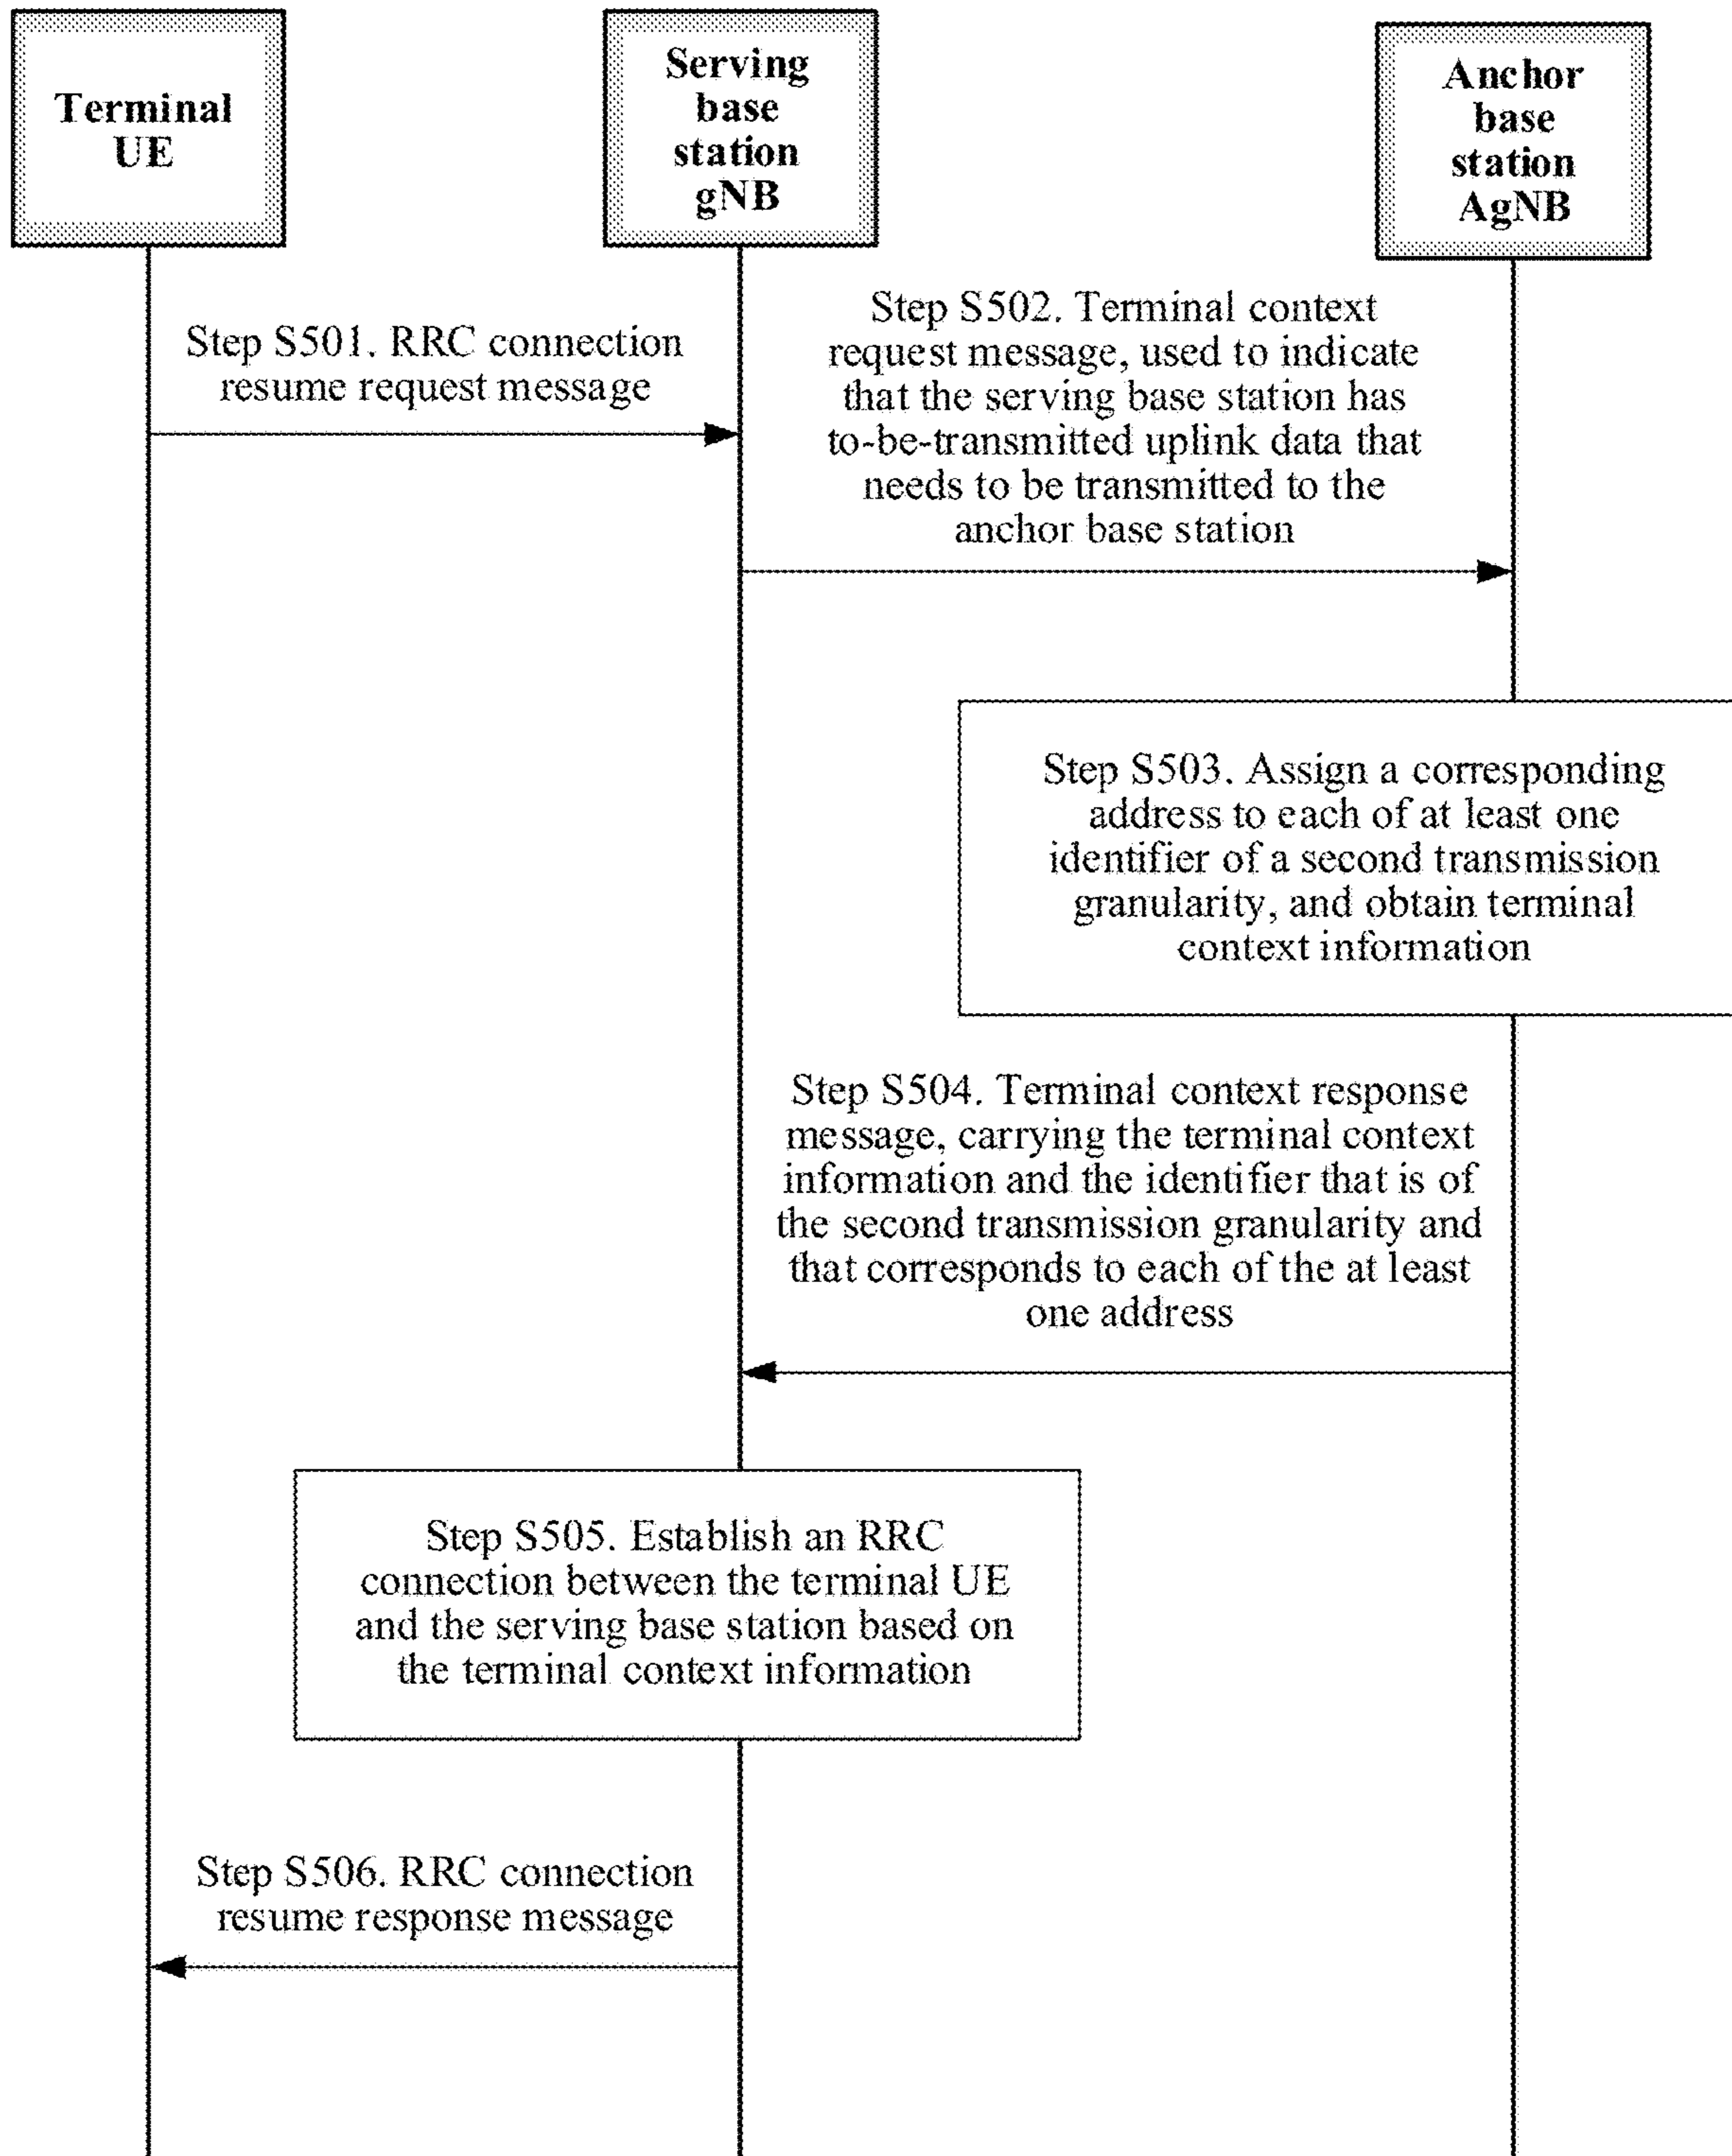 Terminal
UE
Serving
base
station
gNB
Anchor
base
station
AgNB
Step S501. RRC connection
resume request message
Step S502. Terminal context
request message, used to indicate
that the serving base station has
to-be-transmitted uplink data that
needs to be transmitted to the
anchor base station
Step S503. Assign a corresponding
address to each of at least one
identifier of a second transmission
granularity, and obtain terminal
context information
Step S504. Terminal context response
message, carrying the terminal context
information and the identifier that is of
the second transmission granularity and
that corresponds to each of the at least
one address
Step S505. Establish an RRC
connection between the terminal UE
and the serving base station based on
the terminal context information
Step S506. RRC connection
resume response message